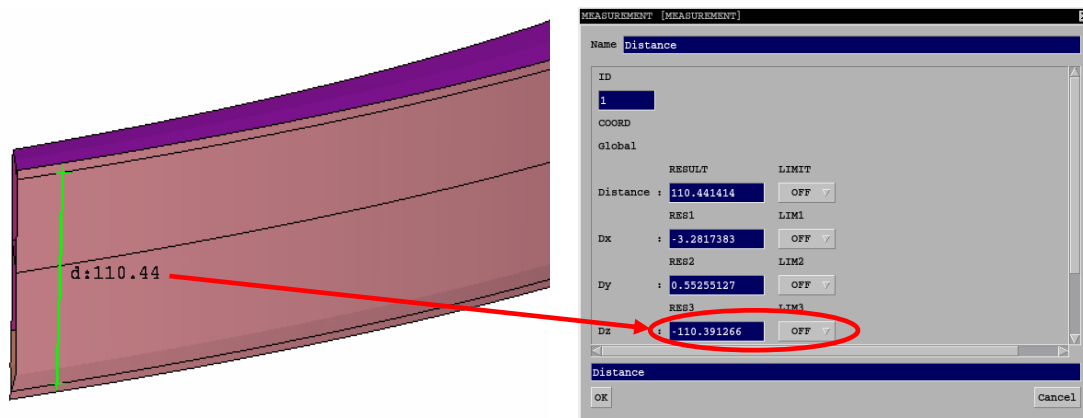 MEASUREMENT [MEASUREMENT]
Name Distance
ID
1
COORD
Global
RESULT LIMIT
Distance : 110.441414 OFF
RES1 LIM1
Dx : -3.2817383 OFF
RES2 LIM2
Dy : 0.55255127 OFF
RES3 LIM3
Dz : -110.391266 OFF
Distance
OK Cancel
d:110.44